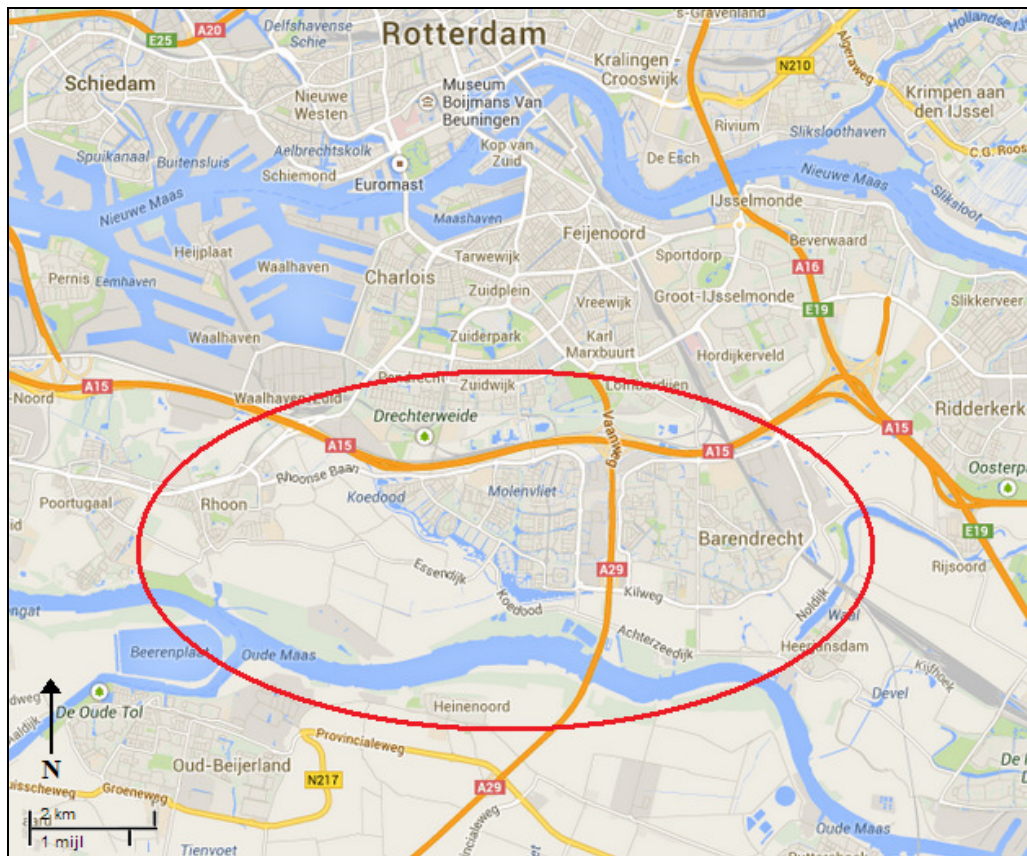 's-Gravenland
Hollandse IJ
A20
E25
Delfshavense
Schie
Rotterdam
Algeraweg
Kralingen -
Crooswijk
N210
Schiedam
Museum
Boijmans Van
Beuningen
Nieuwe
Westen
Krimpen aan
den IJssel
Rivium
Sliksloothaven
Spuikanaal
Buitensluis
Aelbrechtskolk
Kop van
Zuid
De Esch
C.G. Roos
Schiemond
Euromast
Nieuwe Maas
Sliksloot
Nieuwe Maas
Maashaven
IJsselmonde
Feijenoord
Beverwaard
Heijplaat
Tarwewijk
Sportdorp
A16
Pernis
Eemhaven
Waalhaven
Charlois
Zuidplein
Groot-IJsselmonde
Slikkerveer
Vreewijk
E19
Waalhaven
Zuiderpark
Karl
Marxbuurt
Hordijkerveld
A15
-Noord
Pendrecht
Zuidwijk
Lombardijen
Waalhaven Zuid
Ridderkerk
Drechterweide
Vaanweg
A15
A15
A15
Rhoonse Baan
Oosterpa
Poortugaal
Rhoon
Koedood
Molenvliet
Barendrecht
E19
Rijsoord
Essendijk
A29
Kilweg
Noldijk
Koedood
Waal
Achterzeedijk
Heerjansdam
Beerenplaat
Oude Maas
Kijfhoek
Devel
De Oude Tol
Heinenoord
N
Provincialeweg
Oud-Beijerland
N217
Groeneweg
A29
2 km
1 mijl
Tienvoet
Oude Maas